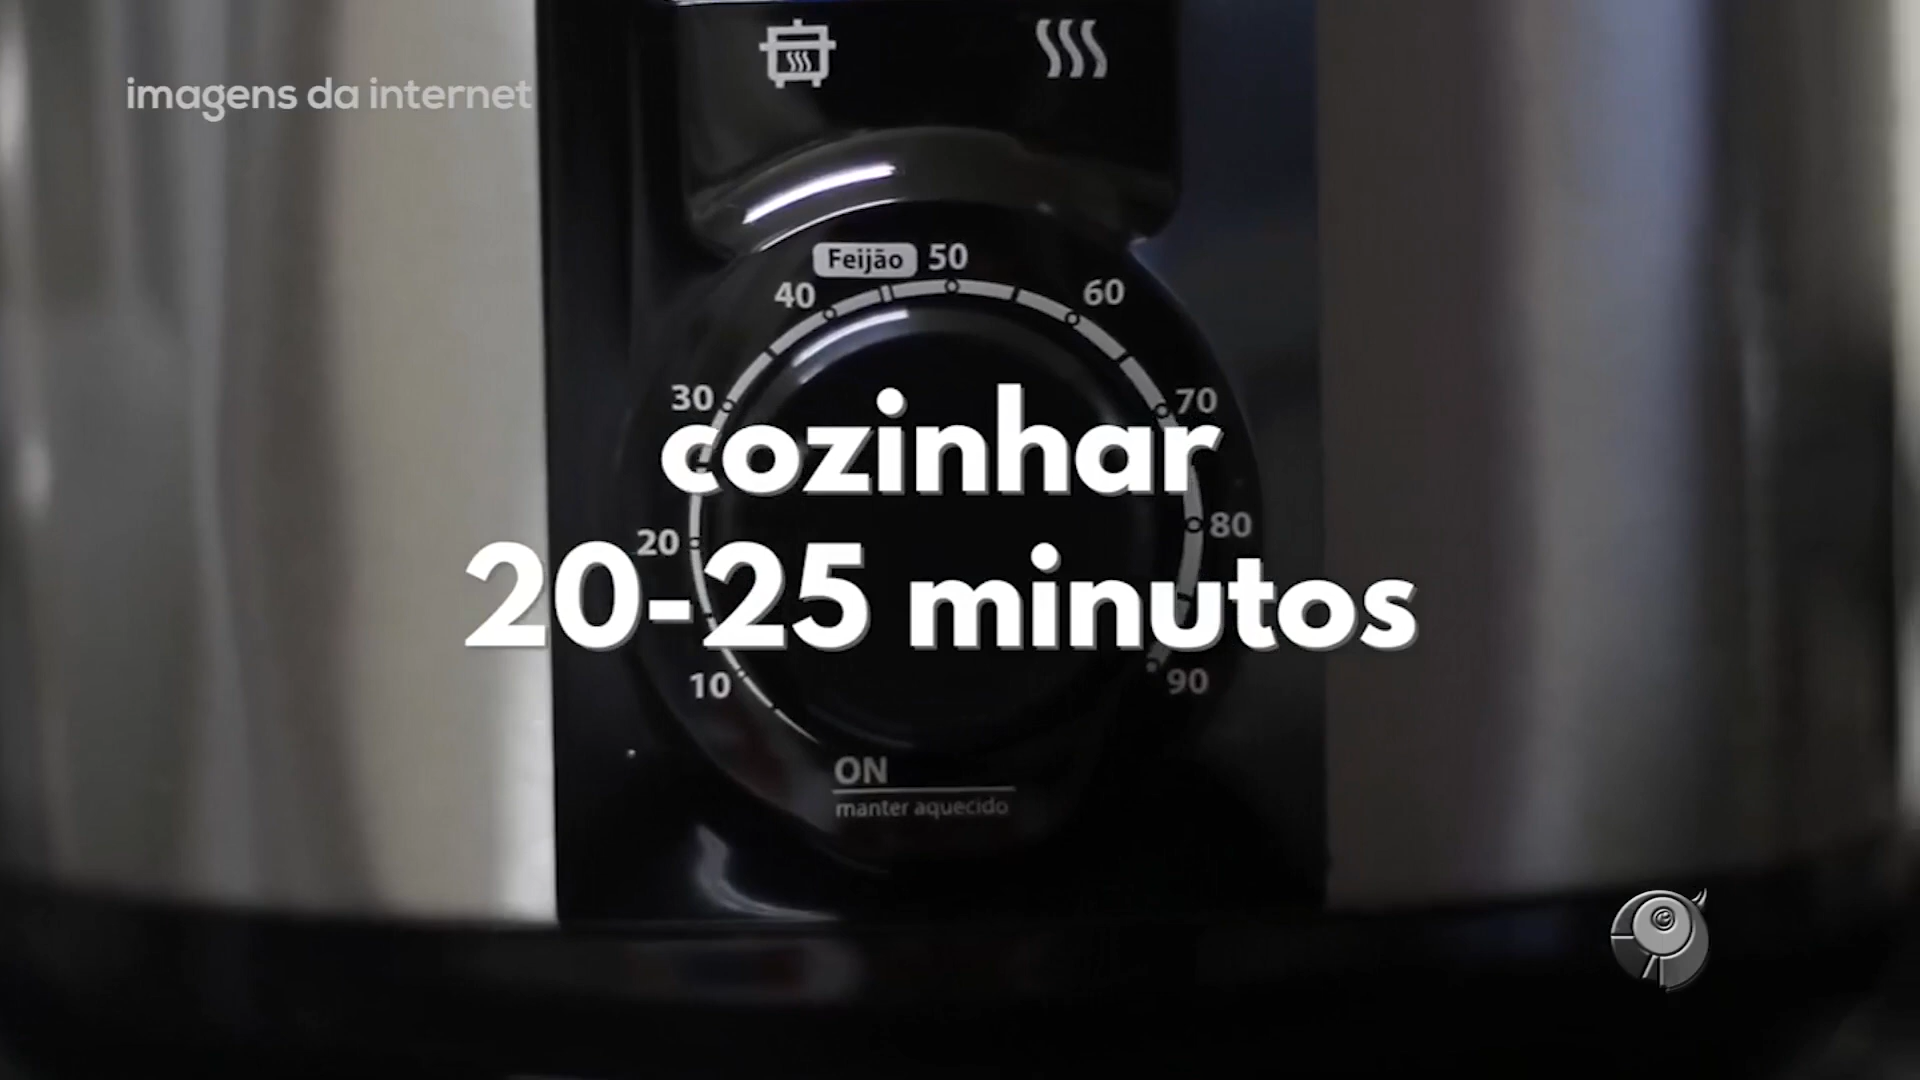 imagens da internet
Feijão 50
40 60
30 70
cozinhar
20 80
20-25 minutos
10 90
ON
manter aquecido